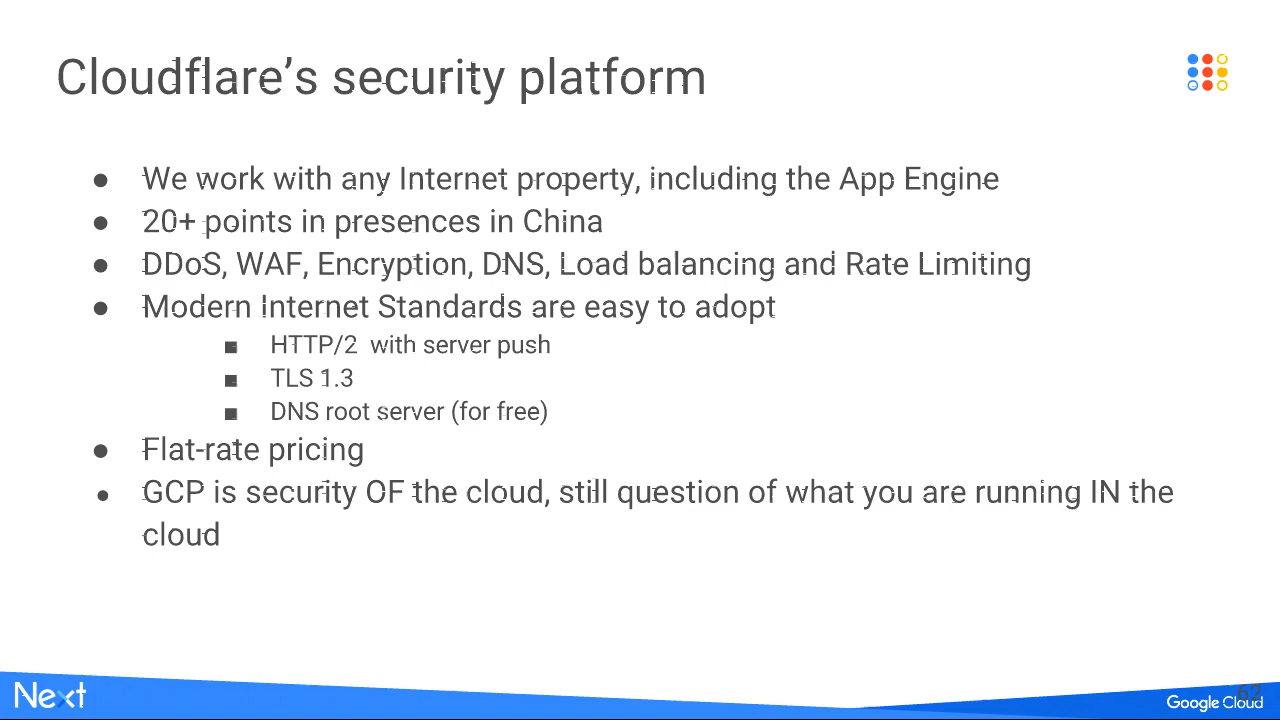 Cloudflare’s security platform
● We work with any Internet property, including the App Engine
● 20+ points in presences in China
● DDoS, WAF, Encryption, DNS, Load balancing and Rate Limiting
● Modern Internet Standards are easy to adopt
■ HTTP/2 with server push
■ TLS 1.3
■ DNS root server (for free)
● Flat-rate pricing
● GCP is security OF the cloud, still question of what you are running IN the
cloud
Next
62
Google Cloud